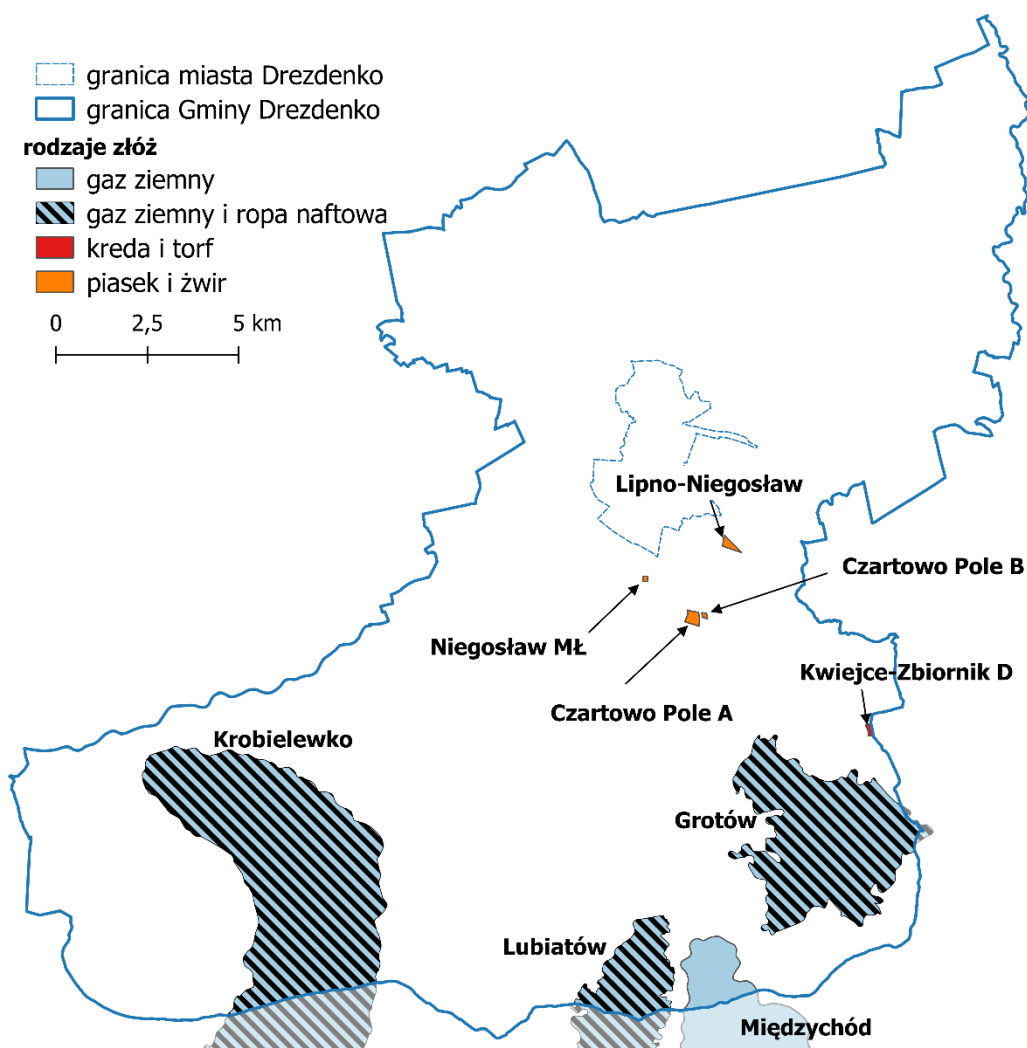 granica miasta Drezdenko
granica Gminy Drezdenko
rodzaje złóż
gaz ziemny
gaz ziemny i ropa naftowa
kreda i torf
piasek i żwir
0 2,5 5 km
Lipno-Niegosław
Czartowo Pole B
Niegosław MŁ
Kwiejce-Zbiornik D
Czartowo Pole A
Krobielewko
Grotów
Lubiatów
Międzychód